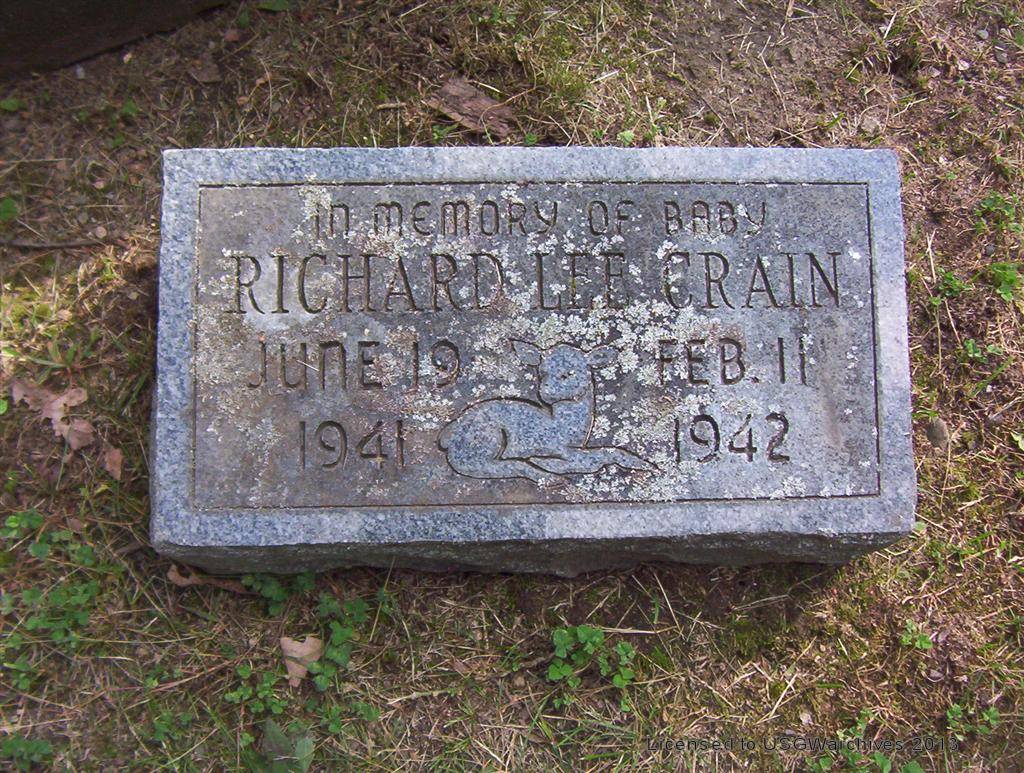 IN MEMORY OF BABY
RICHARD LEE CRAIN
JUNE 19 FEB. 11
1941 1942
Licensed to USGWarchives 2013